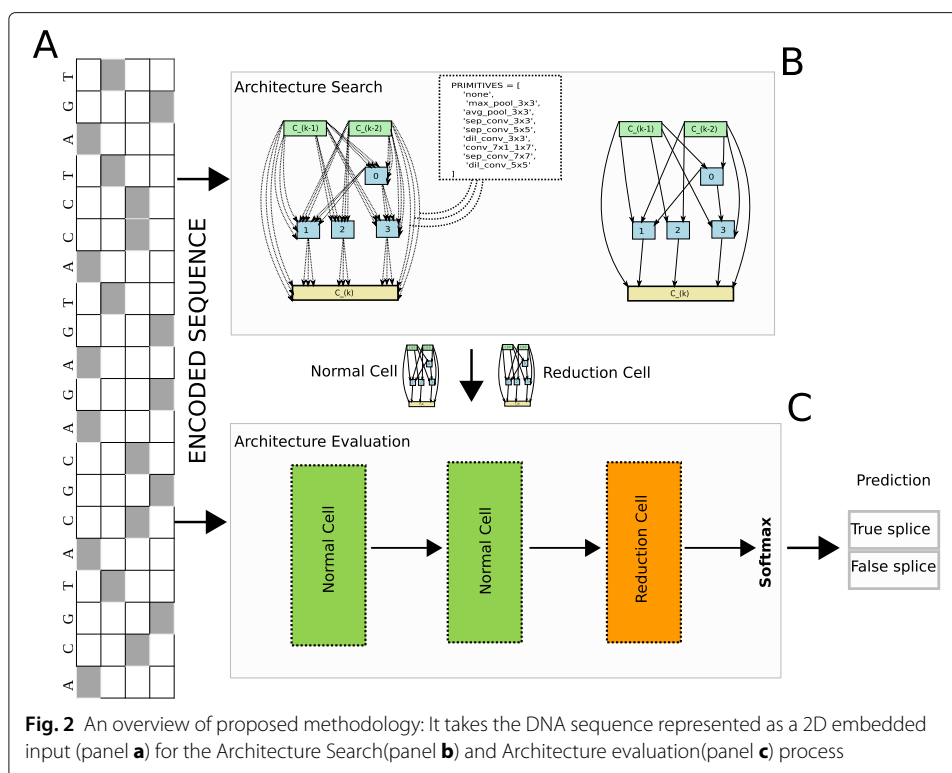 A
T
G
A
T
C
C
A
T
G
A
G
A
C
G
C
A
T
G
C
A
ENCODED SEQUENCE
B
Architecture Search
C_(k-1)
C_(k-2)
0
1
2
3
C_(k)
PRIMITIVES = [
'none',
'max_pool_3x3',
'avg_pool_3x3',
'sep_conv_3x3',
'sep_conv_5x5',
'dil_conv_3x3',
'conv_7x1_1x7',
'sep_conv_7x7',
'dil_conv_5x5'
]
C_(k-1)
C_(k-2)
0
1
2
3
C_(k)
Normal Cell
Reduction Cell
C
Architecture Evaluation
Normal Cell
Normal Cell
Reduction Cell
Softmax
Prediction
True splice
False splice
Fig. 2 An overview of proposed methodology: It takes the DNA sequence represented as a 2D embedded
input (panel a) for the Architecture Search(panel b) and Architecture evaluation(panel c) process